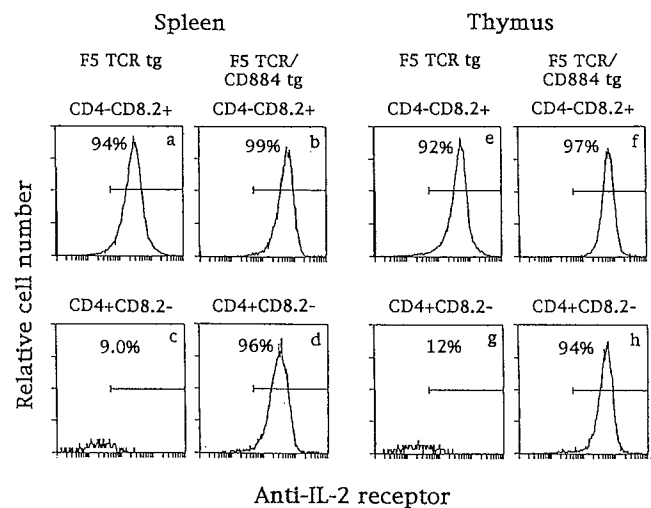 Spleen Thymus
F5 TCR tg F5 TCR/ CD884 tg F5 TCR tg F5 TCR/ CD884 tg
CD4-CD8.2+ CD4-CD8.2+ CD4-CD8.2+ CD4-CD8.2+
94% a 99% b 92% e 97% f
CD4+CD8.2- CD4+CD8.2- CD4+CD8.2- CD4+CD8.2-
9.0% c 96% d 12% g 94% h
Relative cell number
Anti-IL-2 receptor